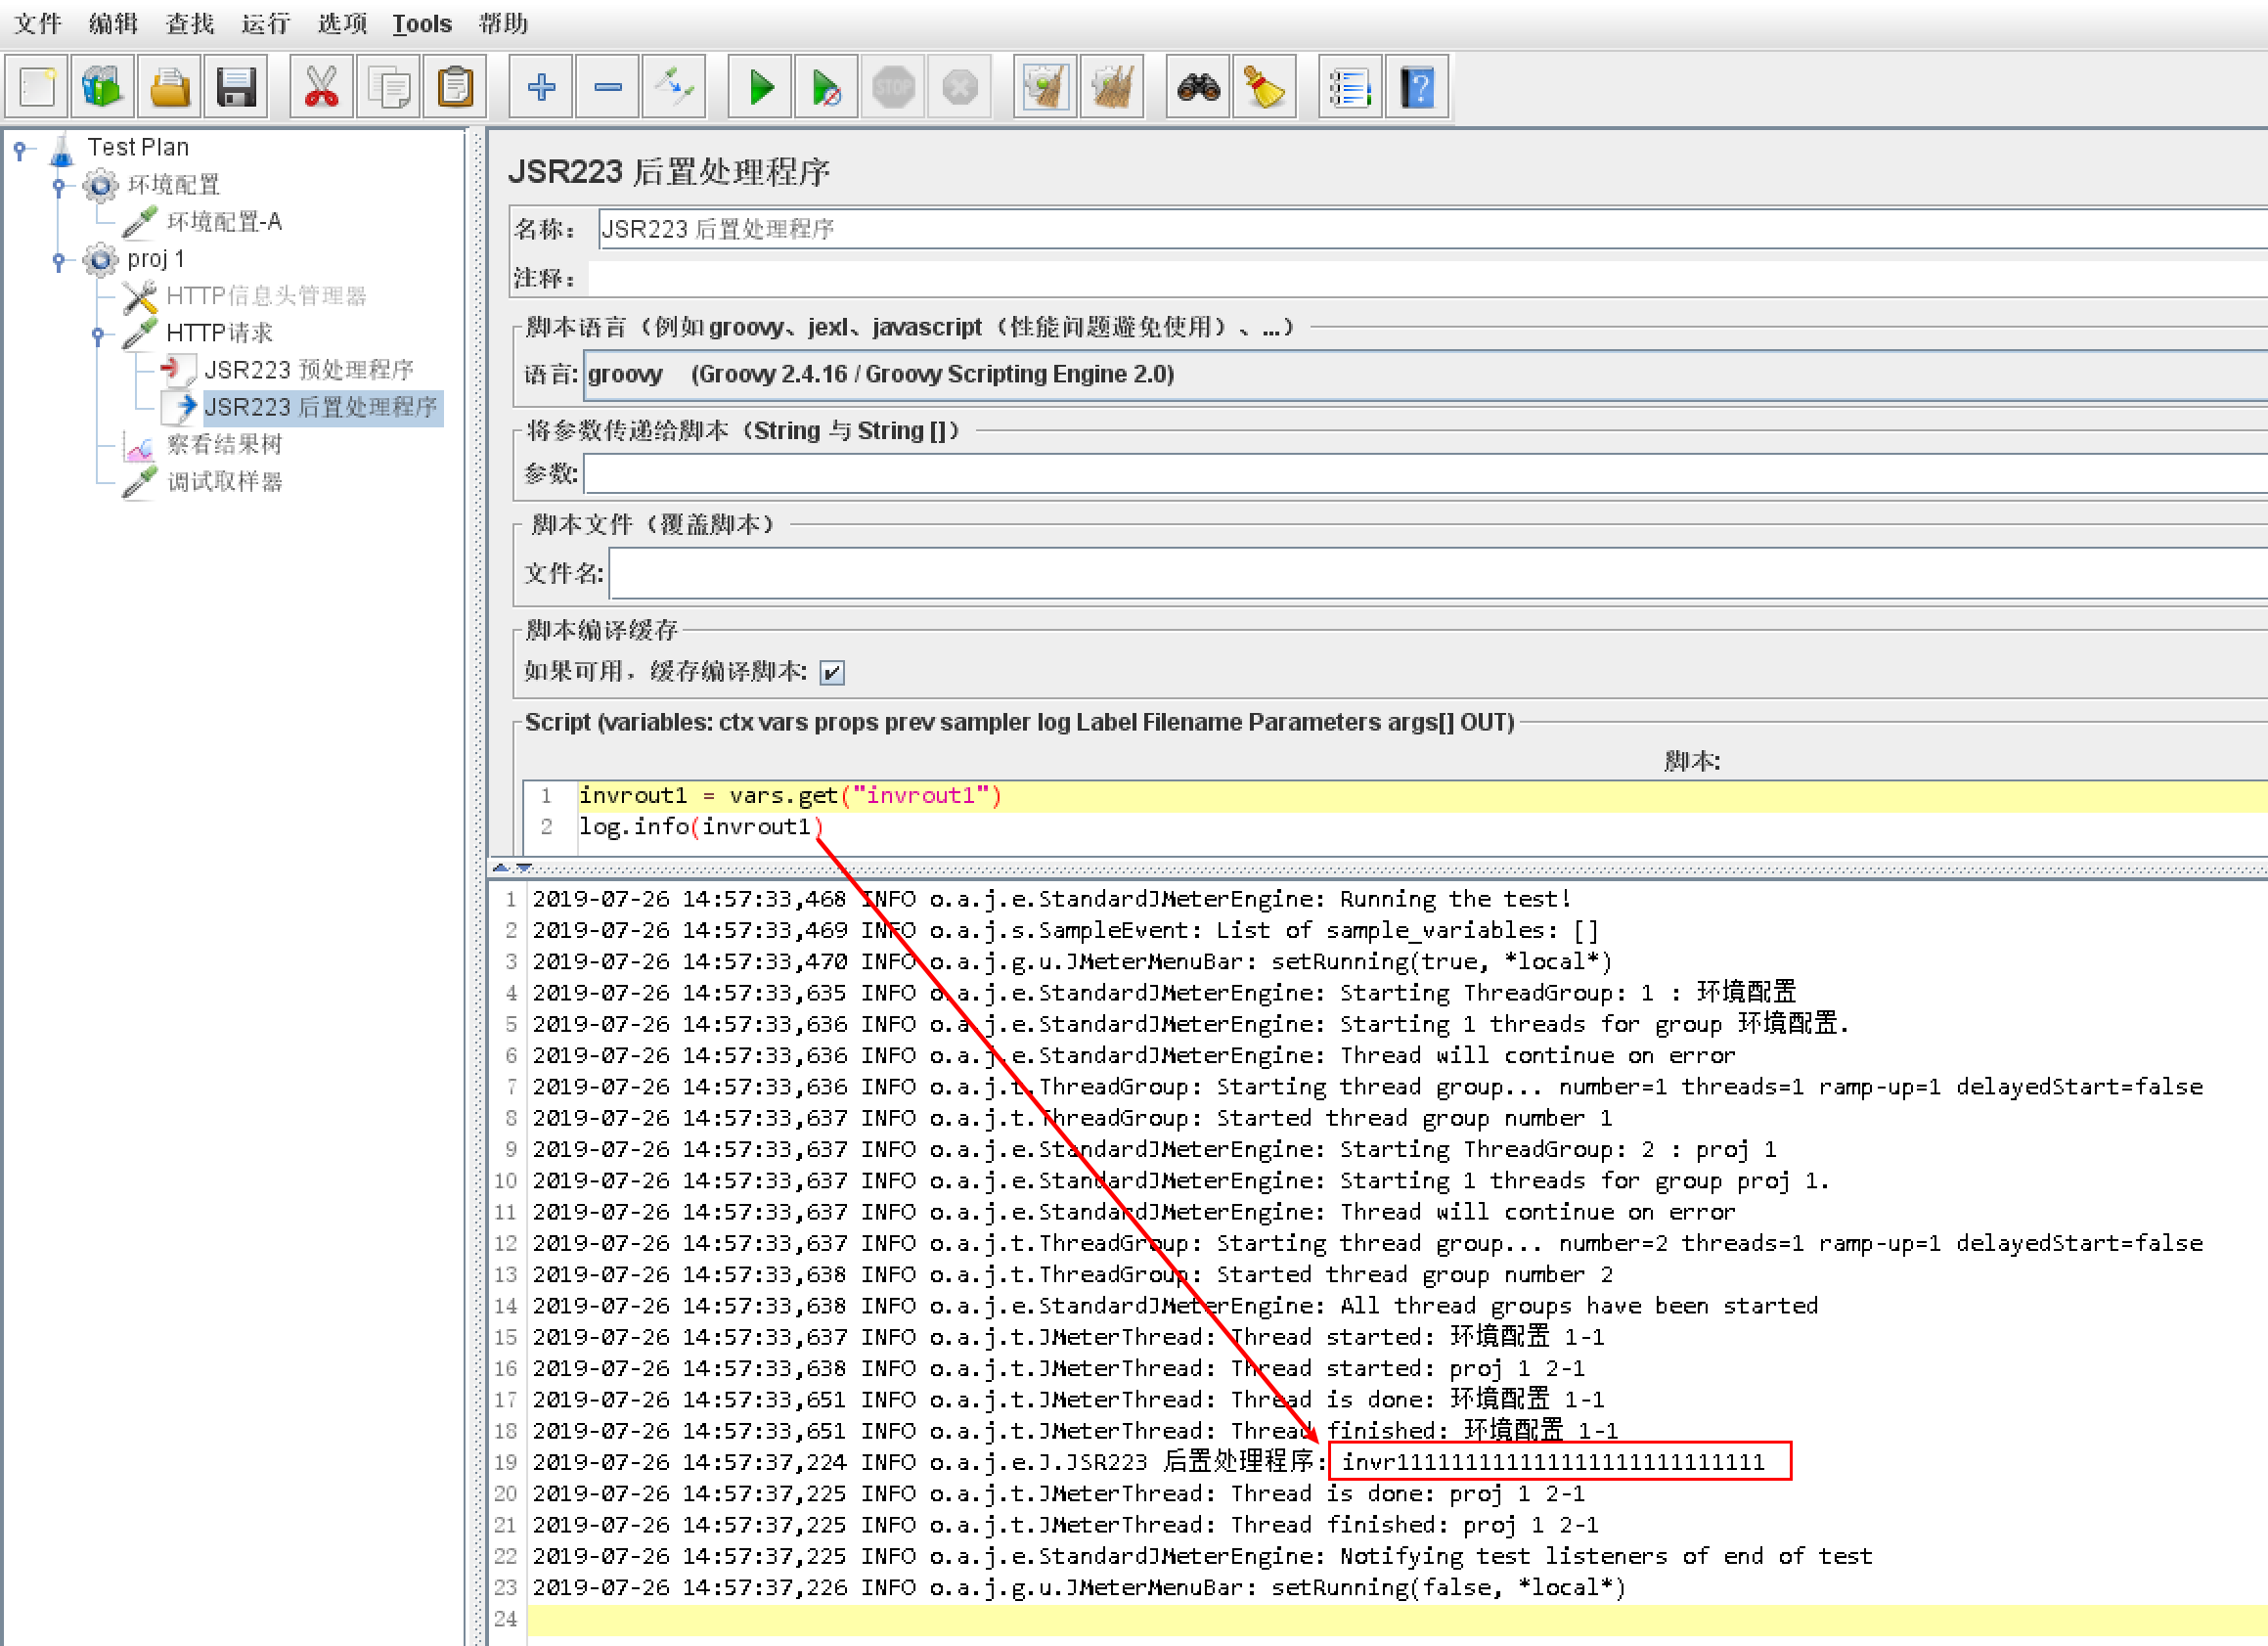 文件 编辑 查找 运行 选项 Tools 帮助
STOP
Test Plan
环境配置
环境配置-A
proj 1
HTTP信息头管理器
HTTP请求
JSR223 预处理程序
JSR223 后置处理程序
察看结果树
调试取样器
JSR223 后置处理程序
名称： JSR223 后置处理程序
注释：
脚本语言（例如 groovy、jexl、javascript（性能问题避免使用）、...）
语言: groovy (Groovy 2.4.16 / Groovy Scripting Engine 2.0)
将参数传递给脚本（String 与 String []）
参数:
脚本文件（覆盖脚本）
文件名:
脚本编译缓存
如果可用，缓存编译脚本:
Script (variables: ctx vars props prev sampler log Label Filename Parameters args[] OUT)
脚本:
1 invrout1 = vars.get("invrout1")
2 log.info(invrout1)
1 2019-07-26 14:57:33,468 INFO o.a.j.e.StandardJMeterEngine: Running the test!
2 2019-07-26 14:57:33,469 INFO o.a.j.s.SampleEvent: List of sample_variables: []
3 2019-07-26 14:57:33,470 INFO o.a.j.g.u.JMeterMenuBar: setRunning(true, *local*)
4 2019-07-26 14:57:33,635 INFO o.a.j.e.StandardJMeterEngine: Starting ThreadGroup: 1 : 环境配置
5 2019-07-26 14:57:33,636 INFO o.a.j.e.StandardJMeterEngine: Starting 1 threads for group 环境配置.
6 2019-07-26 14:57:33,636 INFO o.a.j.e.StandardJMeterEngine: Thread will continue on error
7 2019-07-26 14:57:33,636 INFO o.a.j.t.ThreadGroup: Starting thread group... number=1 threads=1 ramp-up=1 delayedStart=false
8 2019-07-26 14:57:33,637 INFO o.a.j.t.ThreadGroup: Started thread group number 1
9 2019-07-26 14:57:33,637 INFO o.a.j.e.StandardJMeterEngine: Starting ThreadGroup: 2 : proj 1
10 2019-07-26 14:57:33,637 INFO o.a.j.e.StandardJMeterEngine: Starting 1 threads for group proj 1.
11 2019-07-26 14:57:33,637 INFO o.a.j.e.StandardJMeterEngine: Thread will continue on error
12 2019-07-26 14:57:33,637 INFO o.a.j.t.ThreadGroup: Starting thread group... number=2 threads=1 ramp-up=1 delayedStart=false
13 2019-07-26 14:57:33,638 INFO o.a.j.t.ThreadGroup: Started thread group number 2
14 2019-07-26 14:57:33,638 INFO o.a.j.e.StandardJMeterEngine: All thread groups have been started
15 2019-07-26 14:57:33,637 INFO o.a.j.t.JMeterThread: Thread started: 环境配置 1-1
16 2019-07-26 14:57:33,638 INFO o.a.j.t.JMeterThread: Thread started: proj 1 2-1
17 2019-07-26 14:57:33,651 INFO o.a.j.t.JMeterThread: Thread is done: 环境配置 1-1
18 2019-07-26 14:57:33,651 INFO o.a.j.t.JMeterThread: Thread finished: 环境配置 1-1
19 2019-07-26 14:57:37,224 INFO o.a.j.e.J.JSR223 后置处理程序: invr111111111111111111111111111
20 2019-07-26 14:57:37,225 INFO o.a.j.t.JMeterThread: Thread is done: proj 1 2-1
21 2019-07-26 14:57:37,225 INFO o.a.j.t.JMeterThread: Thread finished: proj 1 2-1
22 2019-07-26 14:57:37,225 INFO o.a.j.e.StandardJMeterEngine: Notifying test listeners of end of test
23 2019-07-26 14:57:37,226 INFO o.a.j.g.u.JMeterMenuBar: setRunning(false, *local*)
24